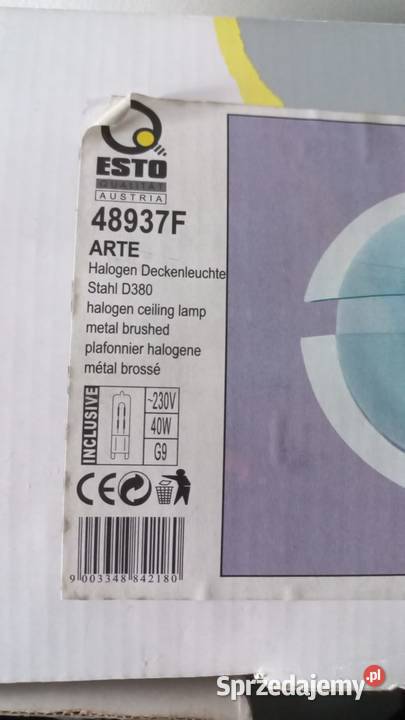 ESTO
QUALITÄT
AUSTRIA
48937F
ARTE
Halogen Deckenleuchte
Stahl D380
halogen ceiling lamp
metal brushed
plafonnier halogene
métal brossé
INCLUSIVE
~230V
40W
G9
CE
9 003348 842180
Sprzedajemy.pl